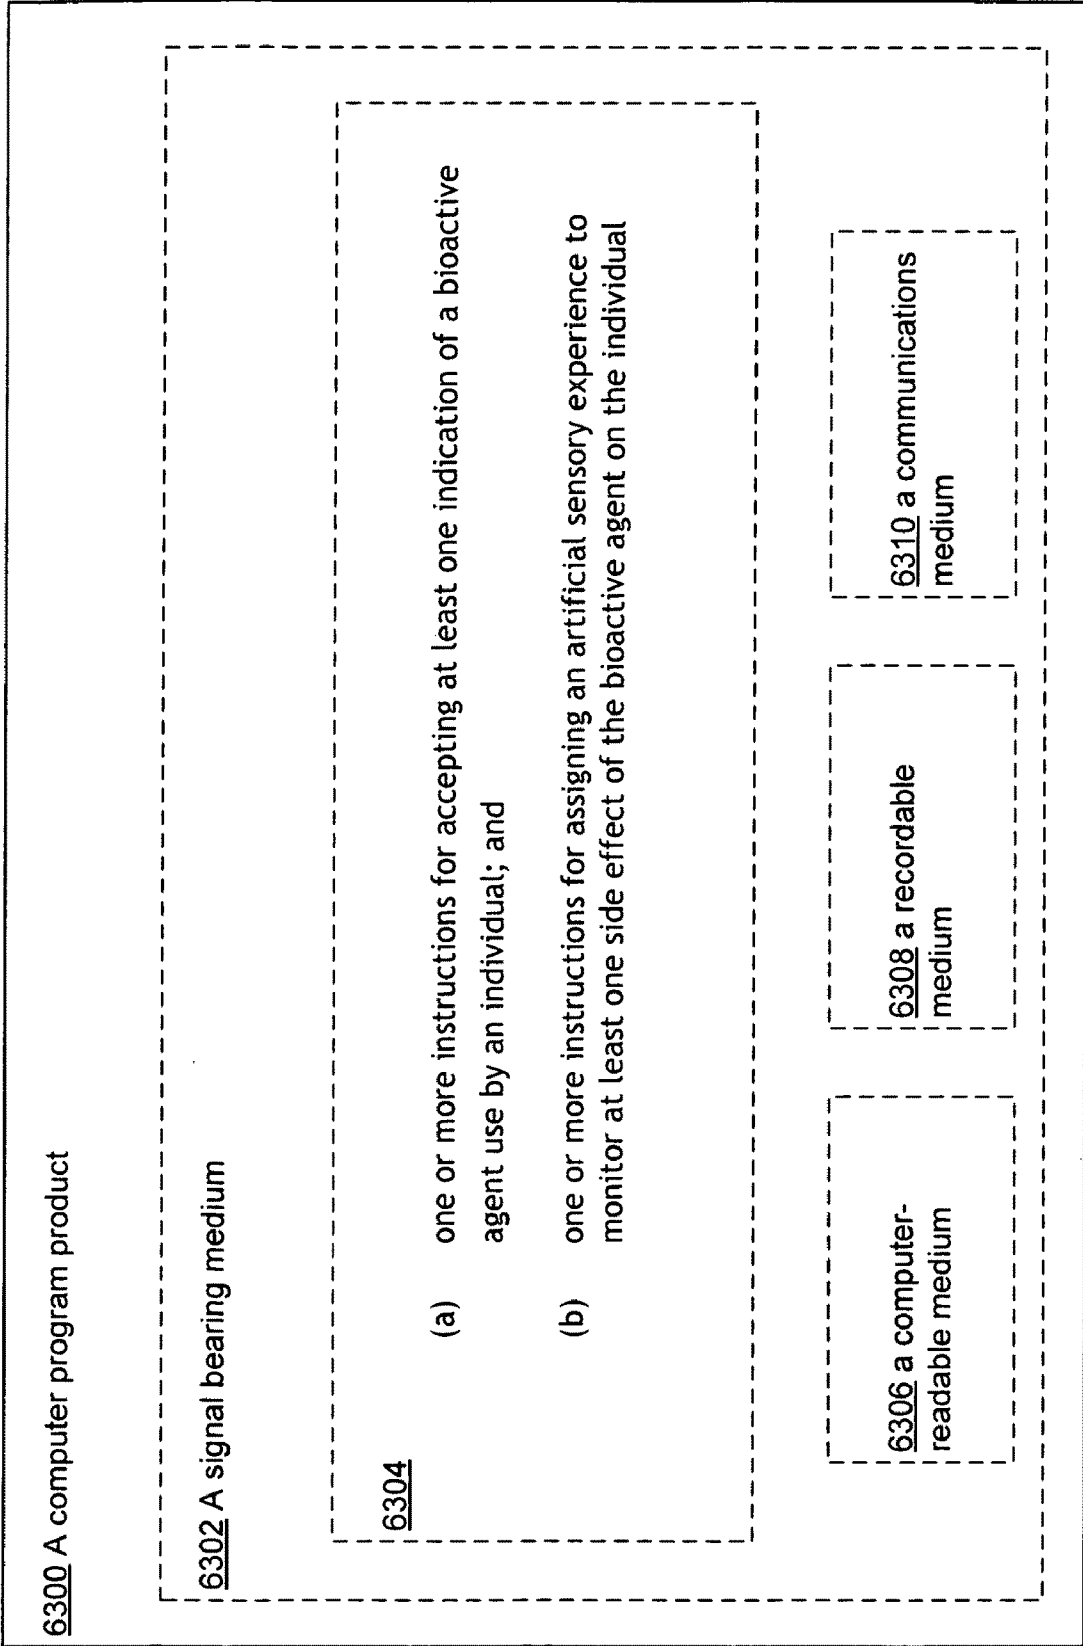 6300 A computer program product
6302 A signal bearing medium
6304
(a) one or more instructions for accepting at least one indication of a bioactive
agent use by an individual; and
(b) one or more instructions for assigning an artificial sensory experience to
monitor at least one side effect of the bioactive agent on the individual
6306 a computer-
readable medium
6308 a recordable
medium
6310 a communications
medium